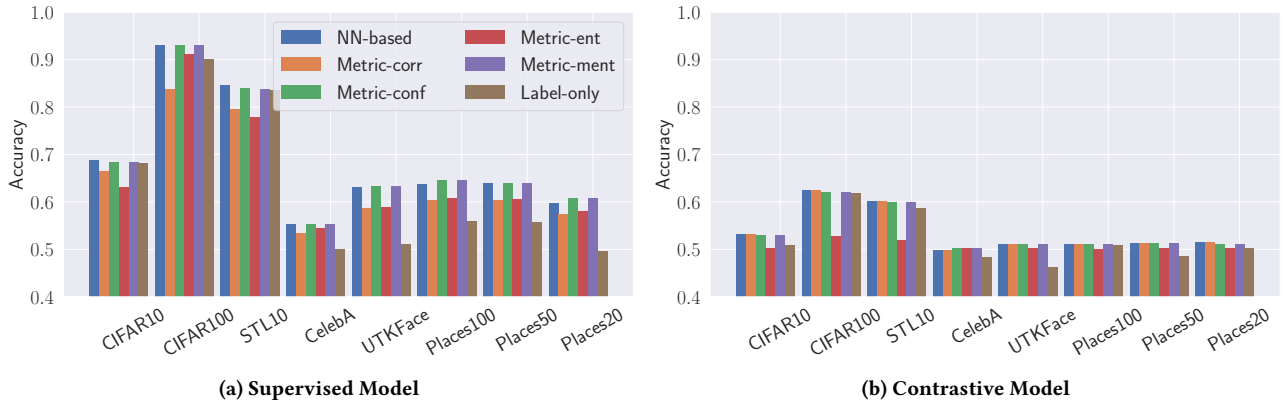 1.0
0.9
0.8
0.7
0.6
0.5
0.4
Accuracy
NN-based
Metric-corr
Metric-conf
Metric-ent
Metric-ment
Label-only
CIFAR10
CIFAR100
STL10
CelebA
UTKFace
Places100
Places50
Places20
(a) Supervised Model
1.0
0.9
0.8
0.7
0.6
0.5
0.4
Accuracy
CIFAR10
CIFAR100
STL10
CelebA
UTKFace
Places100
Places50
Places20
(b) Contrastive Model